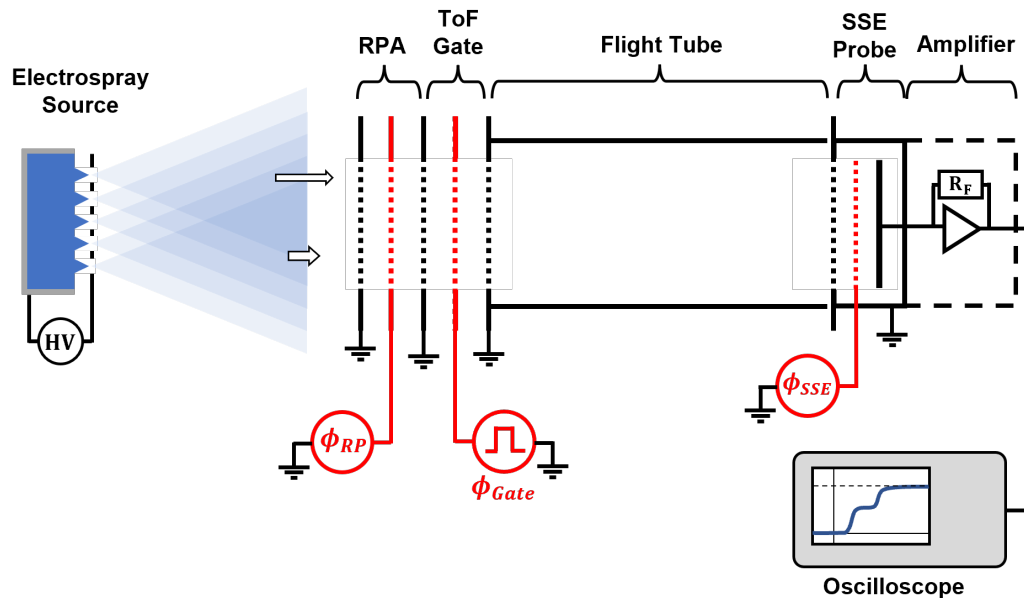 Electrospray
Source
RPA
ToF
Gate
Flight Tube
SSE
Probe
Amplifier
R_F
HV
ϕ_RP
ϕ_Gate
ϕ_SSE
Oscilloscope